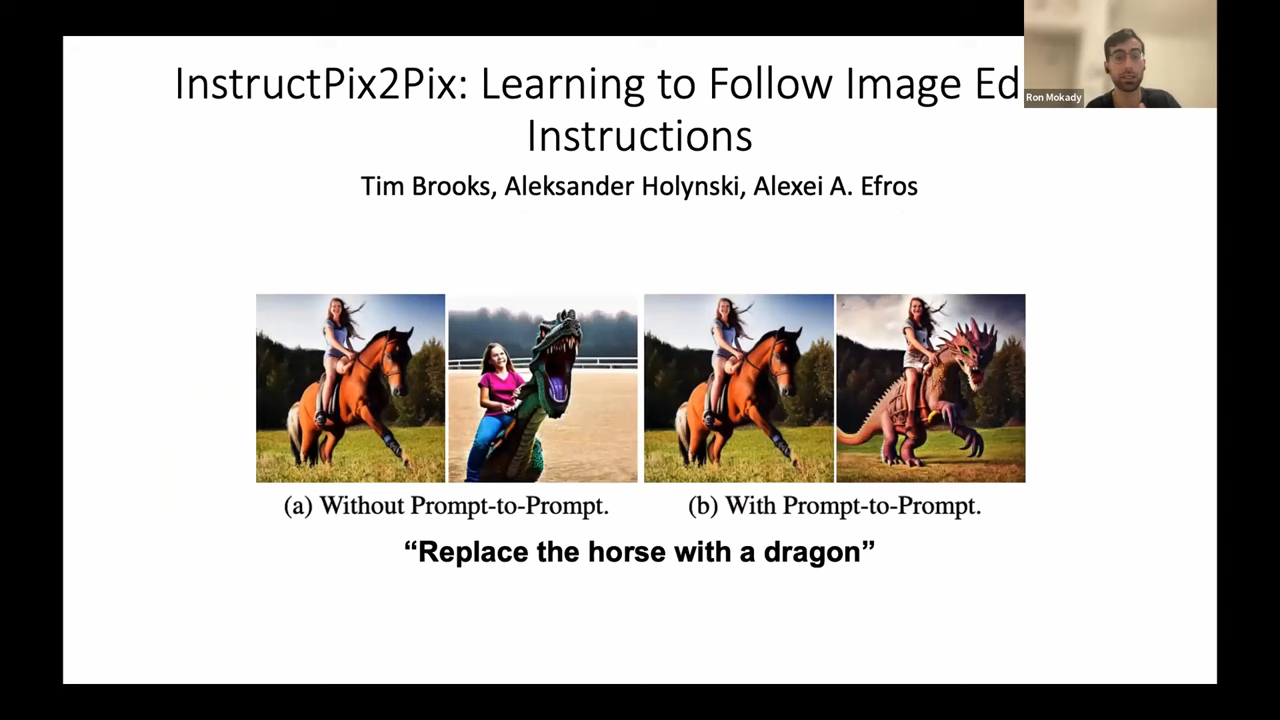 InstructPix2Pix: Learning to Follow Image Ed
Instructions
Tim Brooks, Aleksander Holynski, Alexei A. Efros
Ron Mokady
(a) Without Prompt-to-Prompt.
(b) With Prompt-to-Prompt.
“Replace the horse with a dragon”